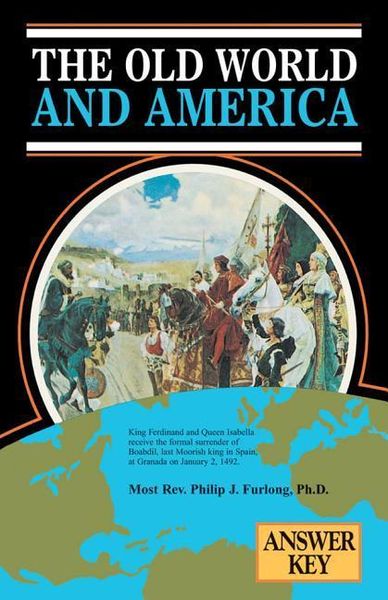 THE OLD WORLD
AND AMERICA
King Ferdinand and Queen Isabella
receive the formal surrender of
Boabdil, last Moorish king in Spain,
at Granada on January 2, 1492.
Most Rev. Philip J. Furlong, Ph.D.
ANSWER
KEY